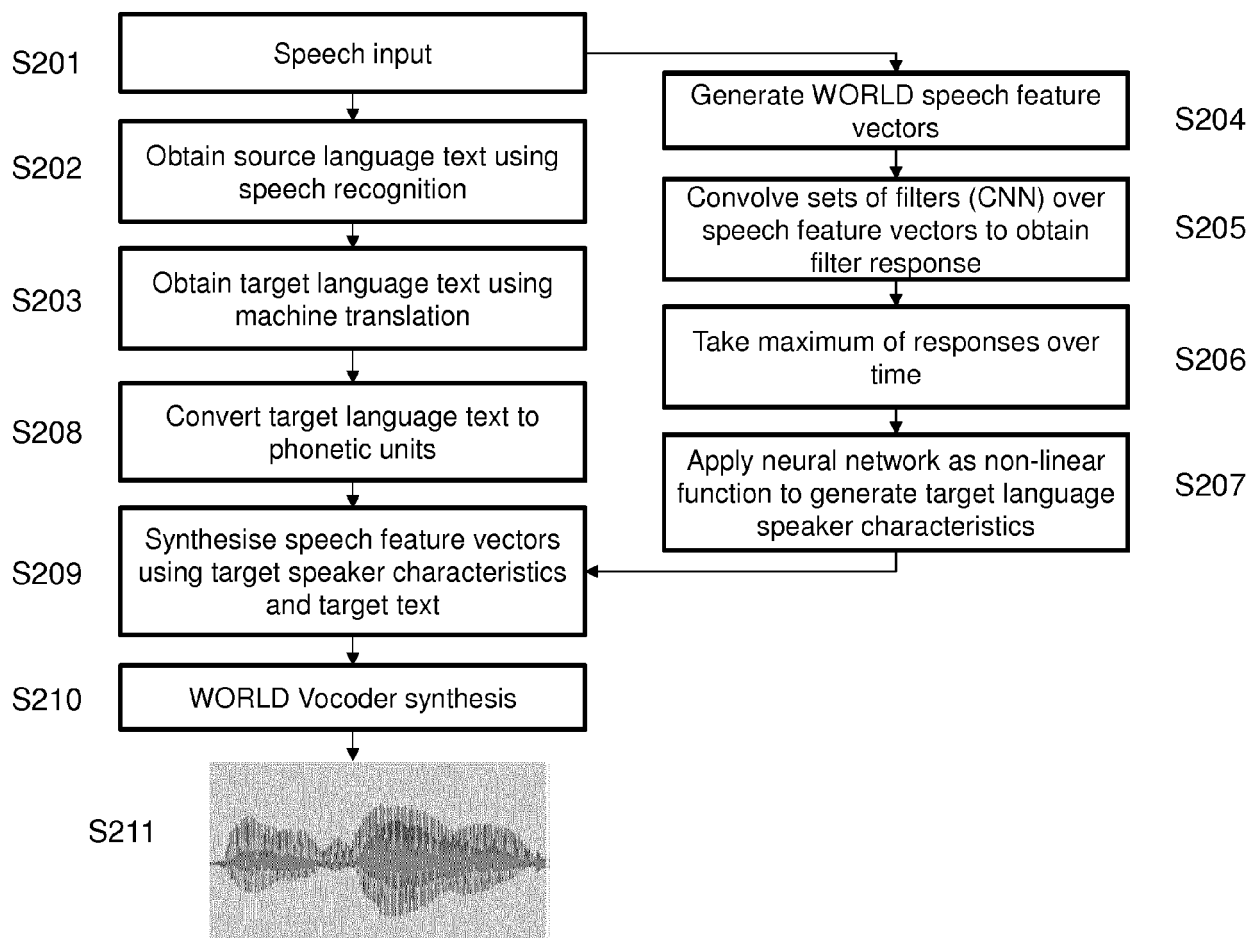 S201
Speech input
S202
Obtain source language text using
speech recognition
S203
Obtain target language text using
machine translation
S208
Convert target language text to
phonetic units
S209
Synthesise speech feature vectors
using target speaker characteristics
and target text
S210
WORLD Vocoder synthesis
S211
Generate WORLD speech feature
vectors
S204
Convolve sets of filters (CNN) over
speech feature vectors to obtain
filter response
S205
Take maximum of responses over
time
S206
Apply neural network as non-linear
function to generate target language
speaker characteristics
S207